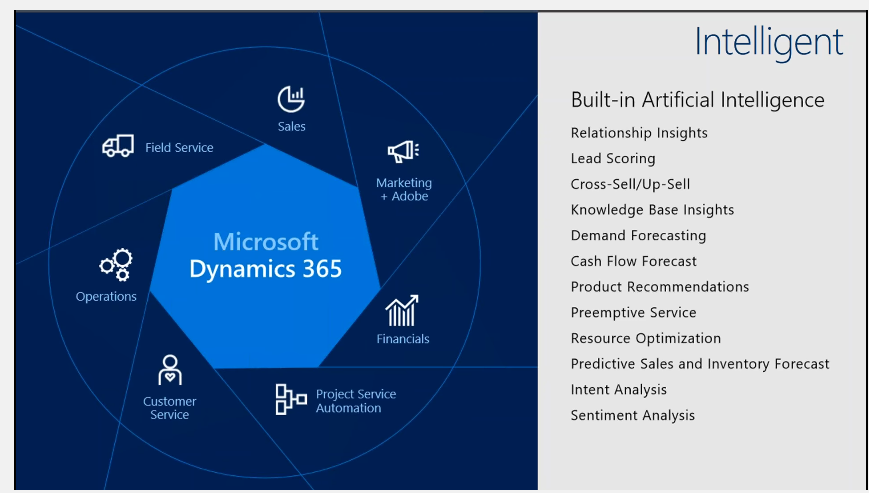 Intelligent
Sales
Field Service
Marketing
+ Adobe
Microsoft
Dynamics 365
Operations
Financials
Customer
Service
Project Service
Automation
Built-in Artificial Intelligence
Relationship Insights
Lead Scoring
Cross-Sell/Up-Sell
Knowledge Base Insights
Demand Forecasting
Cash Flow Forecast
Product Recommendations
Preemptive Service
Resource Optimization
Predictive Sales and Inventory Forecast
Intent Analysis
Sentiment Analysis